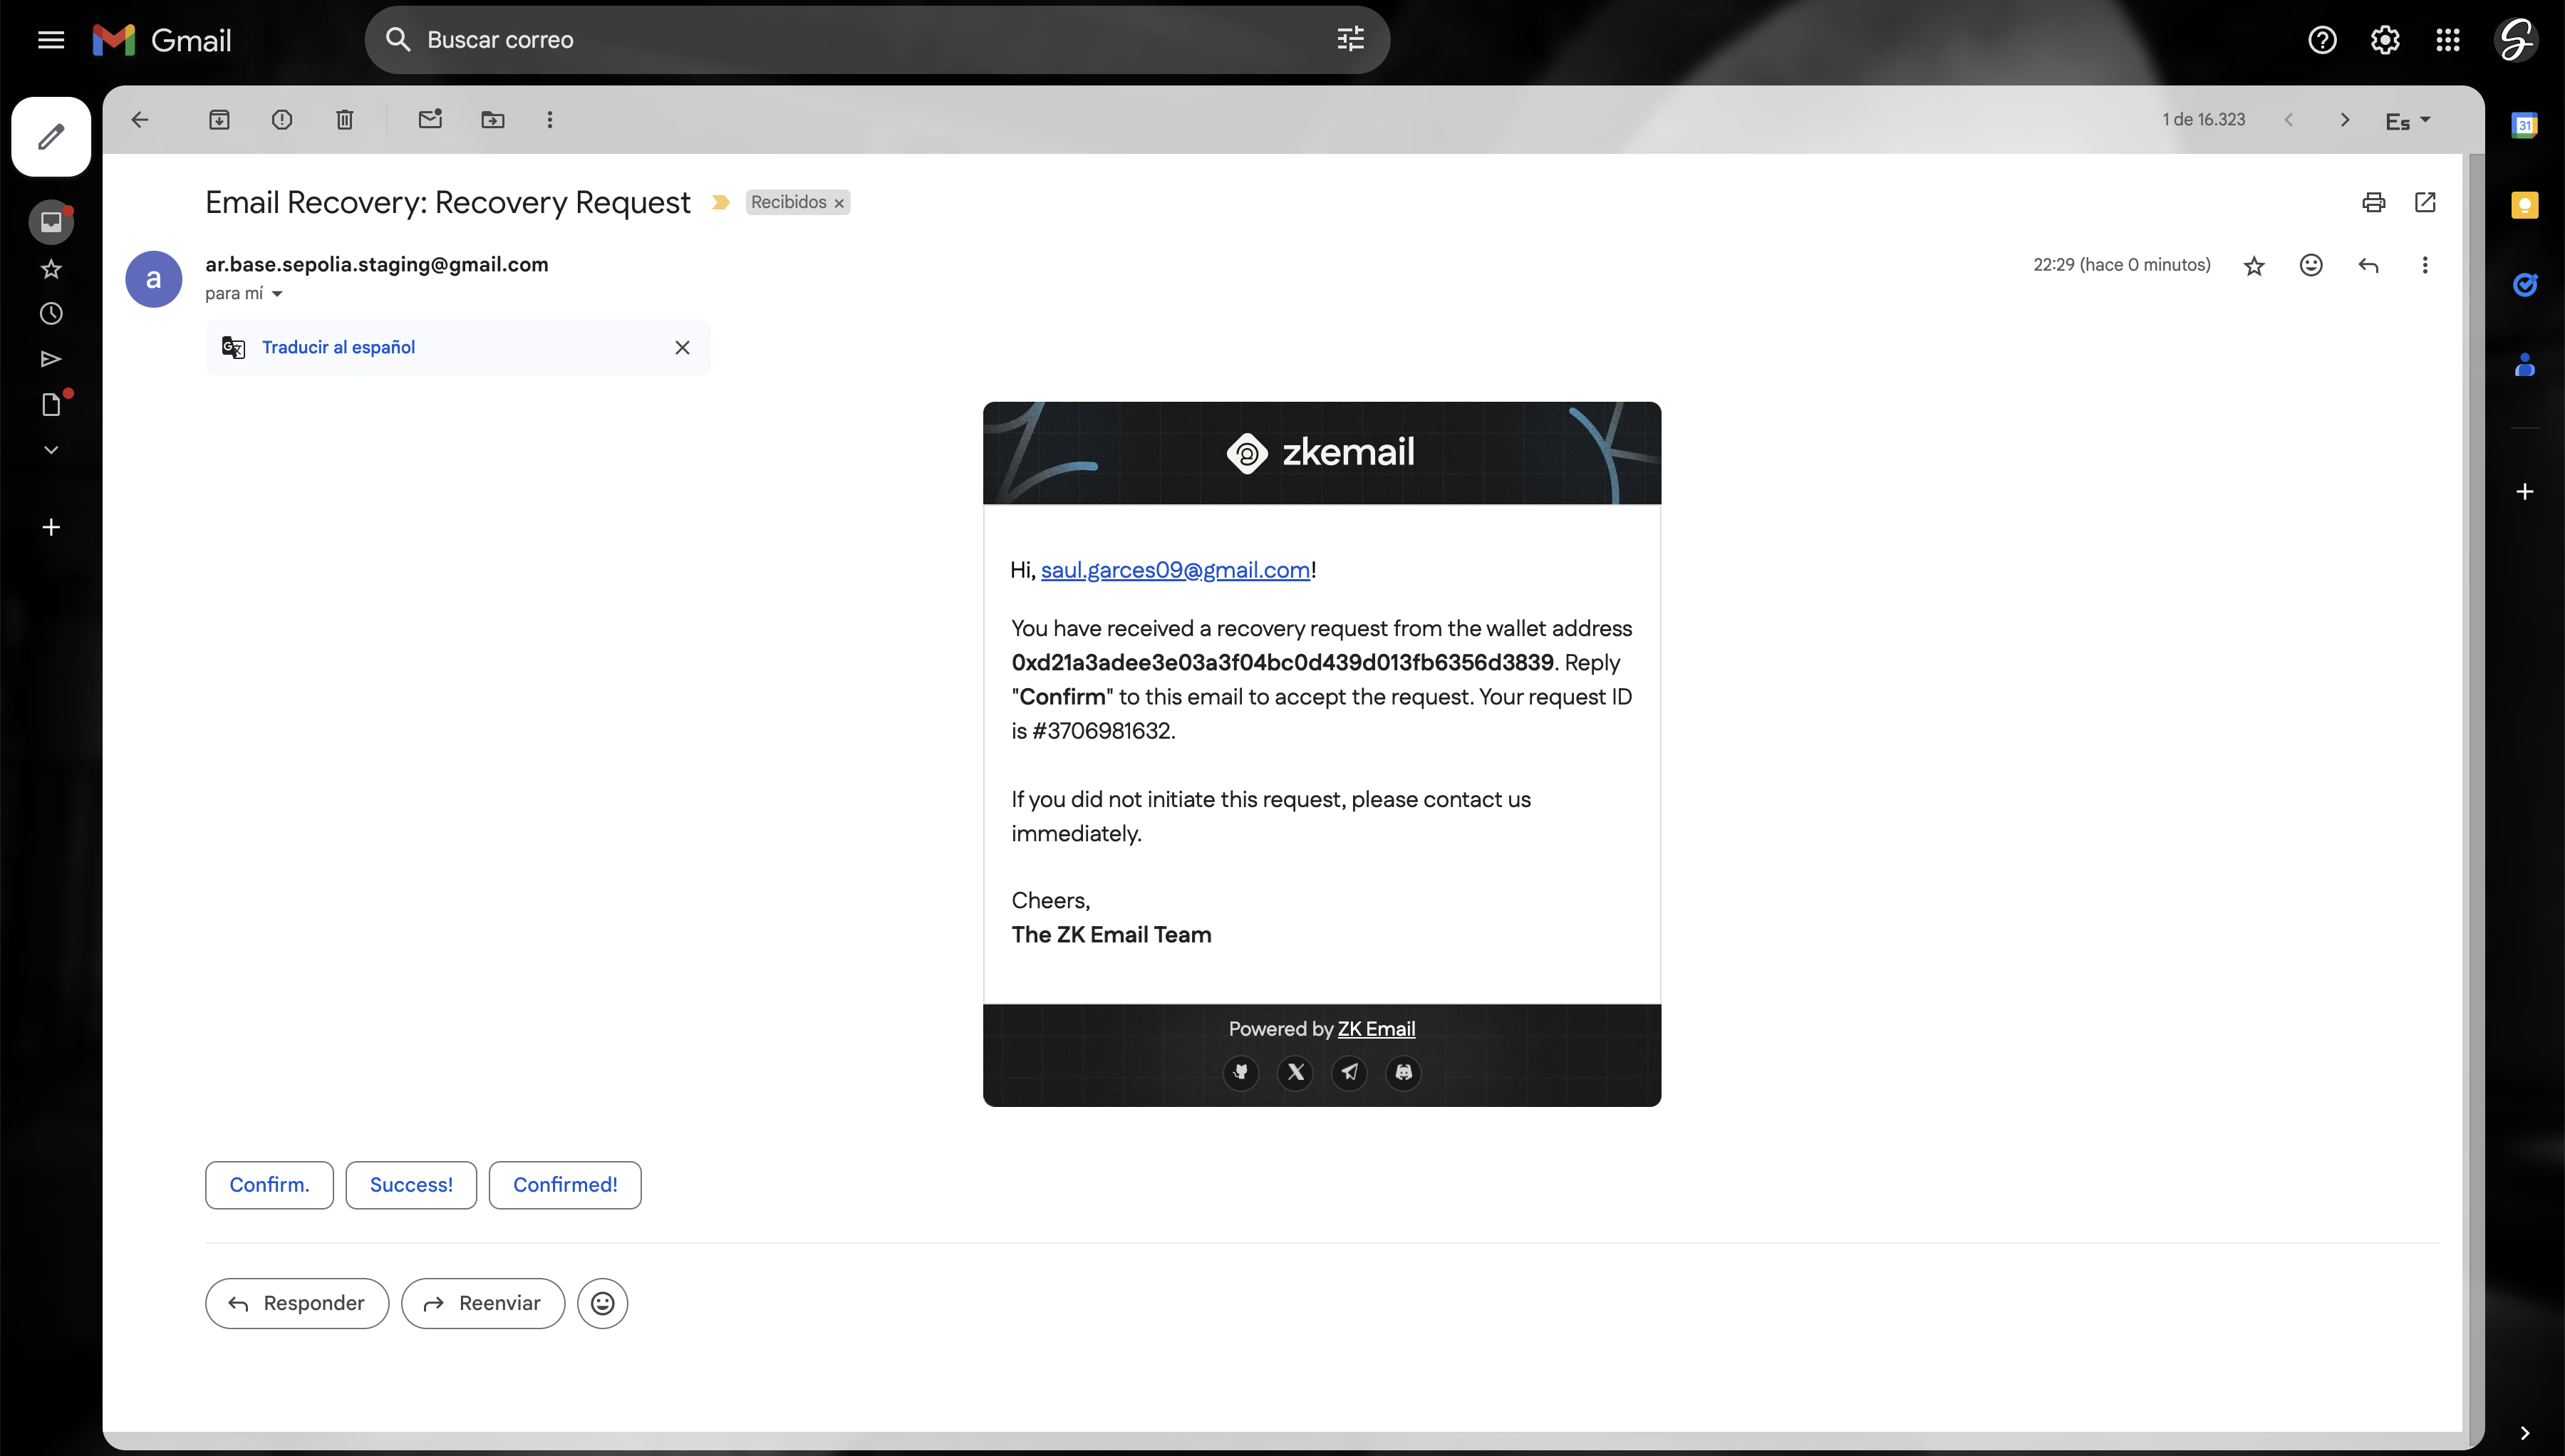 Gmail
Buscar correo
1 de 16.323
Es
Email Recovery: Recovery Request
Recibidos
a
ar.base.sepolia.staging@gmail.com
22:29 (hace 0 minutos)
para mí
Traducir al español
31
zkemail
Hi, saul.garces09@gmail.com!
You have received a recovery request from the wallet address
0xd21a3adee3e03a3f04bc0d439d013fb6356d3839. Reply
"Confirm" to this email to accept the request. Your request ID
is #3706981632.
If you did not initiate this request, please contact us
immediately.
Cheers,
The ZK Email Team
Powered by ZK Email
Confirm.
Success!
Confirmed!
Responder
Reenviar